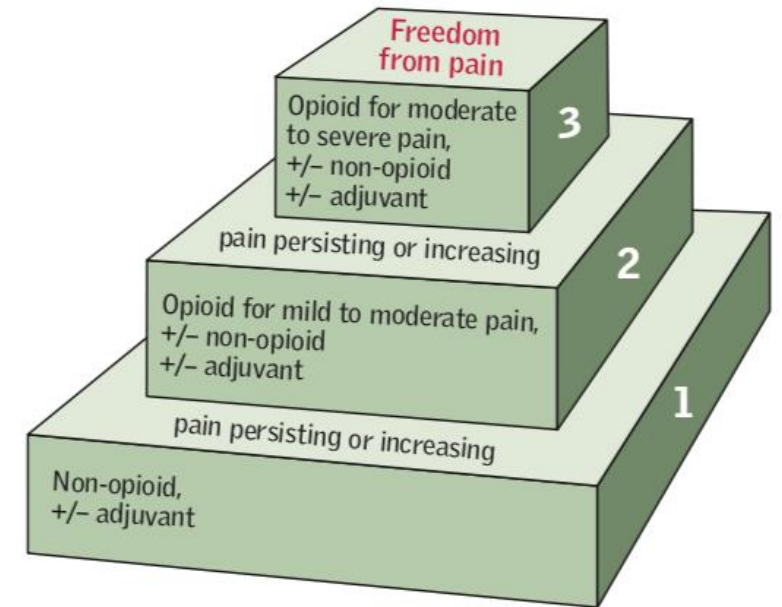 Freedom
from pain
Opioid for moderate
to severe pain,
+/– non-opioid
+/– adjuvant
3
pain persisting or increasing
2
Opioid for mild to moderate pain,
+/– non-opioid
+/– adjuvant
1
pain persisting or increasing
Non-opioid,
+/– adjuvant